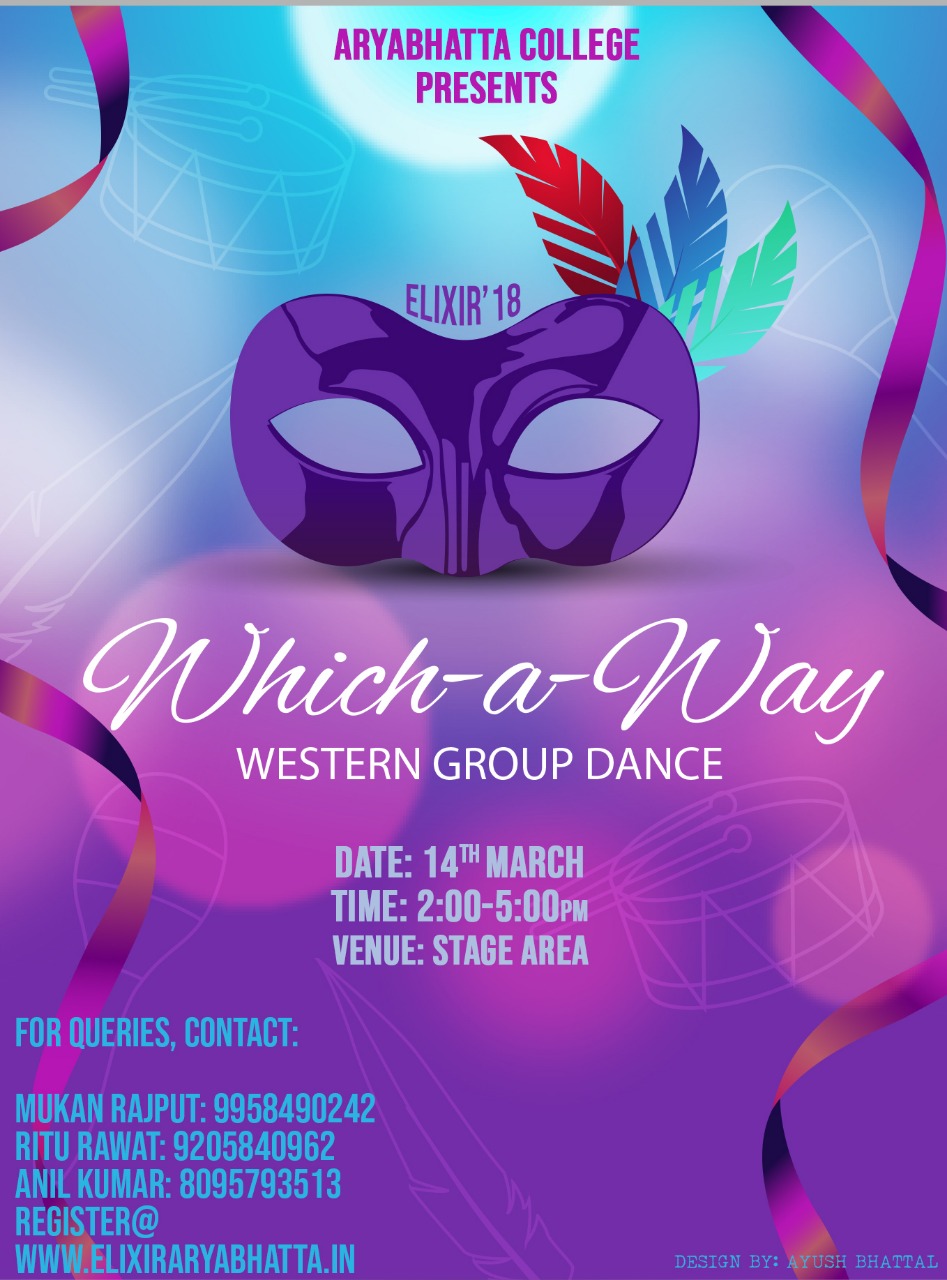 ARYABHATTA COLLEGE
PRESENTS
ELIXIR'18
Which-a-Way
WESTERN GROUP DANCE
DATE: 14TH MARCH
TIME: 2:00-5:00PM
VENUE: STAGE AREA
FOR QUERIES, CONTACT:
MUKAN RAJPUT: 9958490242
RITU RAWAT: 9205840962
ANIL KUMAR: 8095793513
REGISTER@
WWW.ELIXIRARYABHATTA.IN
DESIGN BY: AYUSH BHATTAL